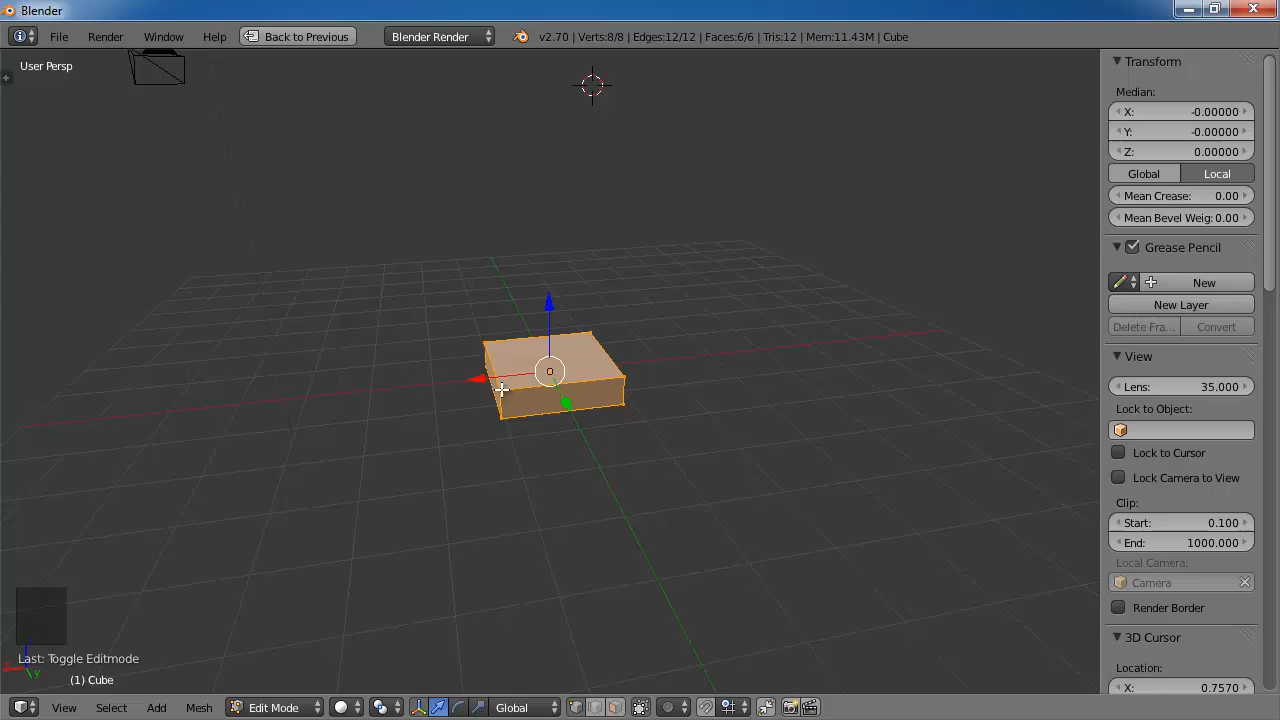 Blender
File Render Window Help Back to Previous Blender Render v2.70 | Verts:8/8 | Edges:12/12 | Faces:6/6 | Tris:12 | Mem:11.43M | Cube
User Persp
Transform
Median:
X: -0.00000
Y: -0.00000
Z: 0.00000
Global Local
Mean Crease: 0.00
Mean Bevel Weig: 0.00
Grease Pencil
New
New Layer
Delete Fra... Convert
View
Lens: 35.000
Lock to Object:
Lock to Cursor
Lock Camera to View
Clip:
Start: 0.100
End: 1000.000
Local Camera:
Camera
Render Border
3D Cursor
Location:
X: 0.7570
Last: Toggle Editmode
(1) Cube
View Select Add Mesh Edit Mode Global